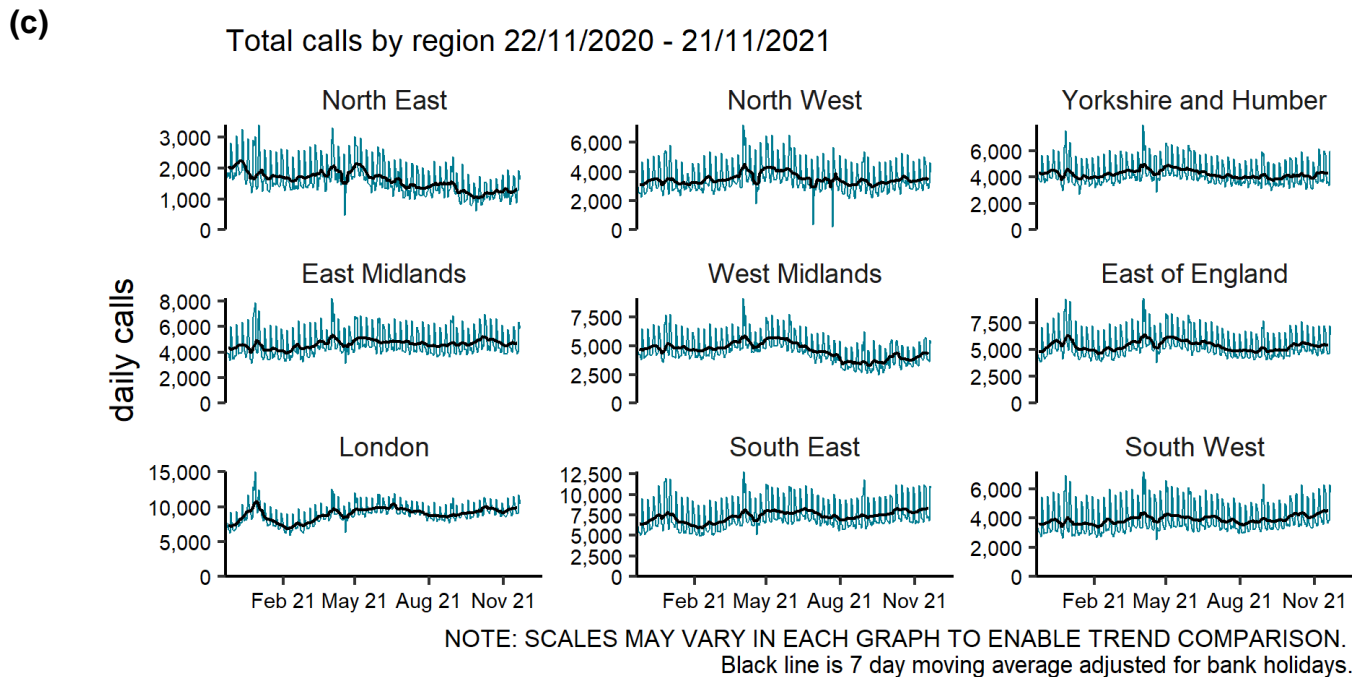 (c)
Total calls by region 22/11/2020 - 21/11/2021
North East
North West
Yorkshire and Humber
3,000
2,000
1,000
0
6,000
4,000
2,000
0
6,000
4,000
2,000
0
East Midlands
West Midlands
East of England
daily calls
8,000
6,000
4,000
2,000
0
7,500
5,000
2,500
0
7,500
5,000
2,500
0
London
South East
South West
15,000
10,000
5,000
0
12,500
10,000
7,500
5,000
2,500
0
6,000
4,000
2,000
0
Feb 21 May 21 Aug 21 Nov 21
Feb 21 May 21 Aug 21 Nov 21
Feb 21 May 21 Aug 21 Nov 21
NOTE: SCALES MAY VARY IN EACH GRAPH TO ENABLE TREND COMPARISON.
Black line is 7 day moving average adjusted for bank holidays.